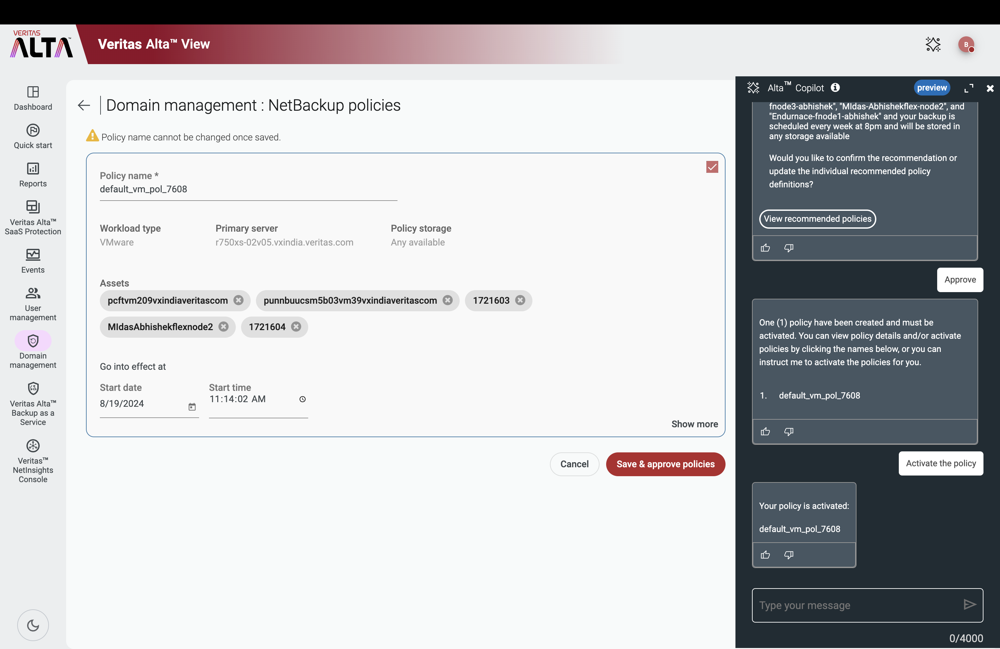 VERITAS
ALTA™
Veritas Alta™ View
B
Dashboard
Quick start
Reports
Veritas Alta™
SaaS Protection
Events
User
management
Domain
management
Veritas Alta™
Backup as a
Service
Veritas™
NetInsights
Console
Domain management : NetBackup policies
Policy name cannot be changed once saved.
Policy name *
default_vm_pol_7608
Workload type
Primary server
Policy storage
VMware
r750xs-02v05.vxindia.veritas.com
Any available
Assets
pcftvm209vxindiaveritascom
punnbuucsm5b03vm39vxindiaveritascom
1721603
MIdasAbhishekflexnode2
1721604
Go into effect at
Start date
Start time
8/19/2024
11:14:02 AM
Show more
Cancel
Save & approve policies
Alta™ Copilot
preview
fnode3-abhishek", "MIdas-Abhishekflex-node2", and
"Endurnace-fnode1-abhishek" and your backup is
scheduled every week at 8pm and will be stored in
any storage available
Would you like to confirm the recommendation or
update the individual recommended policy
definitions?
View recommended policies
Approve
One (1) policy have been created and must be
activated. You can view policy details and/or activate
policies by clicking the names below, or you can
instruct me to activate the policies for you.
1. default_vm_pol_7608
Activate the policy
Your policy is activated:
default_vm_pol_7608
Type your message
0/4000